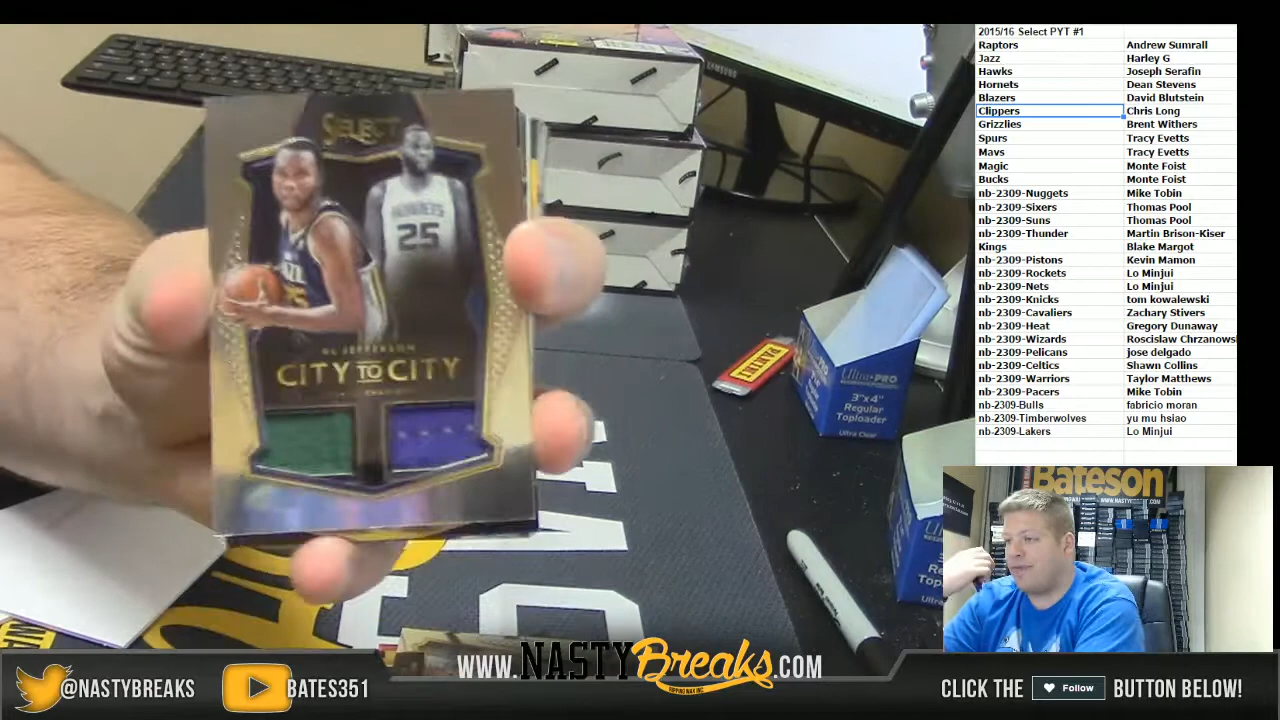 2015/16 Select PYT #1
Raptors Andrew Sumrall
Jazz Harley G
Hawks Joseph Serafin
Hornets Dean Stevens
Blazers David Blutstein
Clippers Chris Long
Grizzlies Brent Withers
Spurs Tracy Evetts
Mavs Tracy Evetts
Magic Monte Foist
Bucks Monte Foist
nb-2309-Nuggets Mike Tobin
nb-2309-Sixers Thomas Pool
nb-2309-Suns Thomas Pool
nb-2309-Thunder Martin Brison-Kiser
Kings Blake Margot
nb-2309-Pistons Kevin Mamon
nb-2309-Rockets Lo Minjui
nb-2309-Nets Lo Minjui
nb-2309-Knicks tom kowalewski
nb-2309-Cavaliers Zachary Stivers
nb-2309-Heat Gregory Dunaway
nb-2309-Wizards Roscislaw Chrzanows
nb-2309-Pelicans jose delgado
nb-2309-Celtics Shawn Collins
nb-2309-Warriors Taylor Matthews
nb-2309-Pacers Mike Tobin
nb-2309-Bulls fabricio moran
nb-2309-Timberwolves yu mu hsiao
nb-2309-Lakers Lo Minjui
SELECT
25
AL JEFFERSON
CITY TO CITY
SAMSUNG
PANINI
Ultra-PRO
3"x4"
Regular
Toploader
Ultra Clear
Bateson
@NASTYBREAKS
BATES351
WWW.NASTYBreaks.COM
CLICK THE Follow BUTTON BELOW!